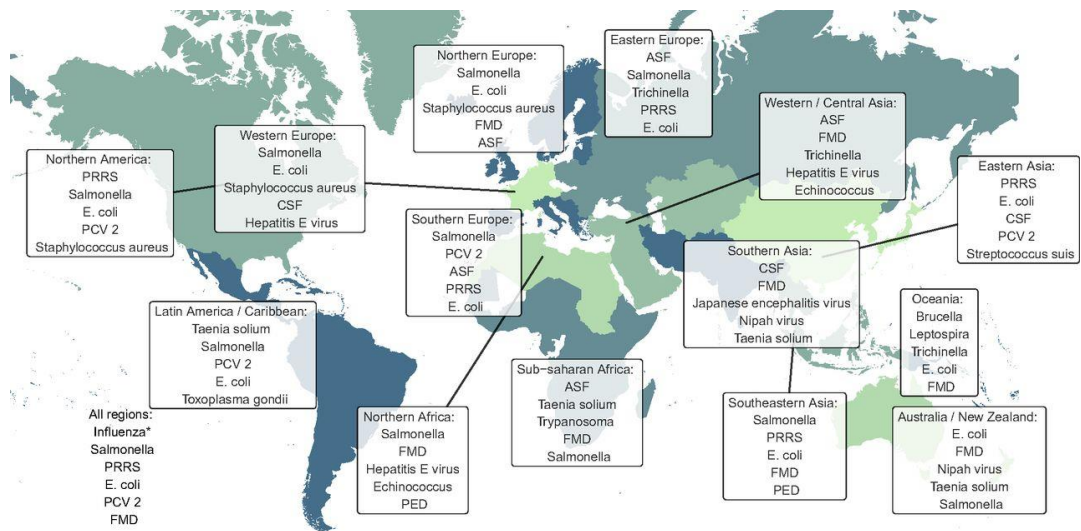 Northern Europe:
Salmonella
E. coli
Staphylococcus aureus
FMD
ASF
Eastern Europe:
ASF
Salmonella
Trichinella
PRRS
E. coli
Western / Central Asia:
ASF
FMD
Trichinella
Hepatitis E virus
Echinococcus
Northern America:
PRRS
Salmonella
E. coli
PCV 2
Staphylococcus aureus
Western Europe:
Salmonella
E. coli
Staphylococcus aureus
CSF
Hepatitis E virus
Eastern Asia:
PRRS
E. coli
CSF
PCV 2
Streptococcus suis
Southern Europe:
Salmonella
PCV 2
ASF
PRRS
E. coli
Southern Asia:
CSF
FMD
Japanese encephalitis virus
Nipah virus
Taenia solium
Latin America / Caribbean:
Taenia solium
Salmonella
PCV 2
E. coli
Toxoplasma gondii
Oceania:
Brucella
Leptospira
Trichinella
E. coli
FMD
Sub-saharan Africa:
ASF
Taenia solium
Trypanosoma
FMD
Salmonella
All regions:
Influenza*
Salmonella
PRRS
E. coli
PCV 2
FMD
Northern Africa:
Salmonella
FMD
Hepatitis E virus
Echinococcus
PED
Southeastern Asia:
Salmonella
PRRS
E. coli
FMD
PED
Australia / New Zealand:
E. coli
FMD
Nipah virus
Taenia solium
Salmonella